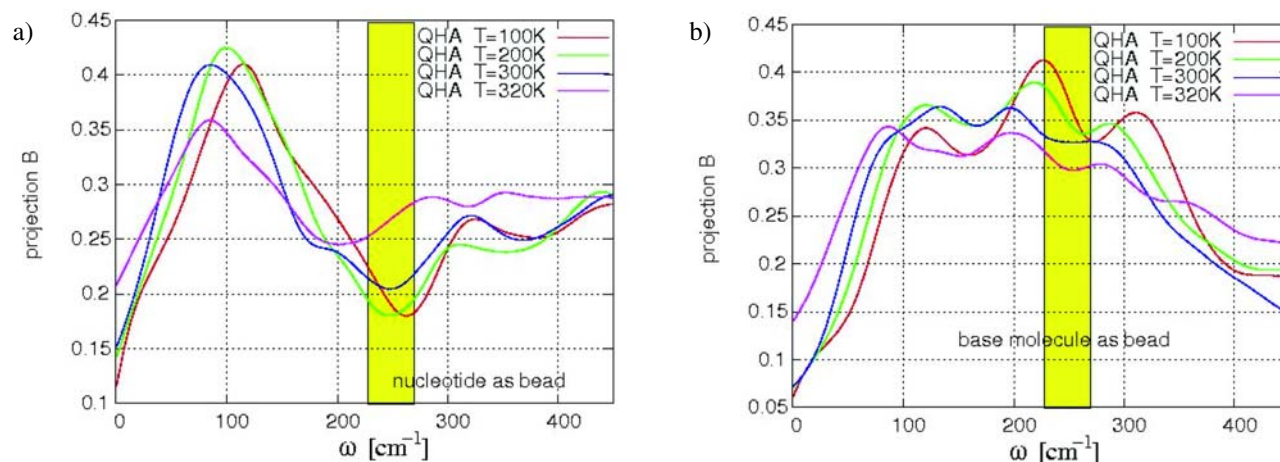 a)
0.45
0.4
0.35
0.3
0.25
0.2
0.15
0.1
projection B
QHA T=100K
QHA T=200K
QHA T=300K
QHA T=320K
nucleotide as bead
0 100 200 300 400
ω [cm⁻¹]
b)
0.45
0.4
0.35
0.3
0.25
0.2
0.15
0.1
0.05
projection B
QHA T=100K
QHA T=200K
QHA T=300K
QHA T=320K
base molecule as bead
0 100 200 300 400
ω [cm⁻¹]